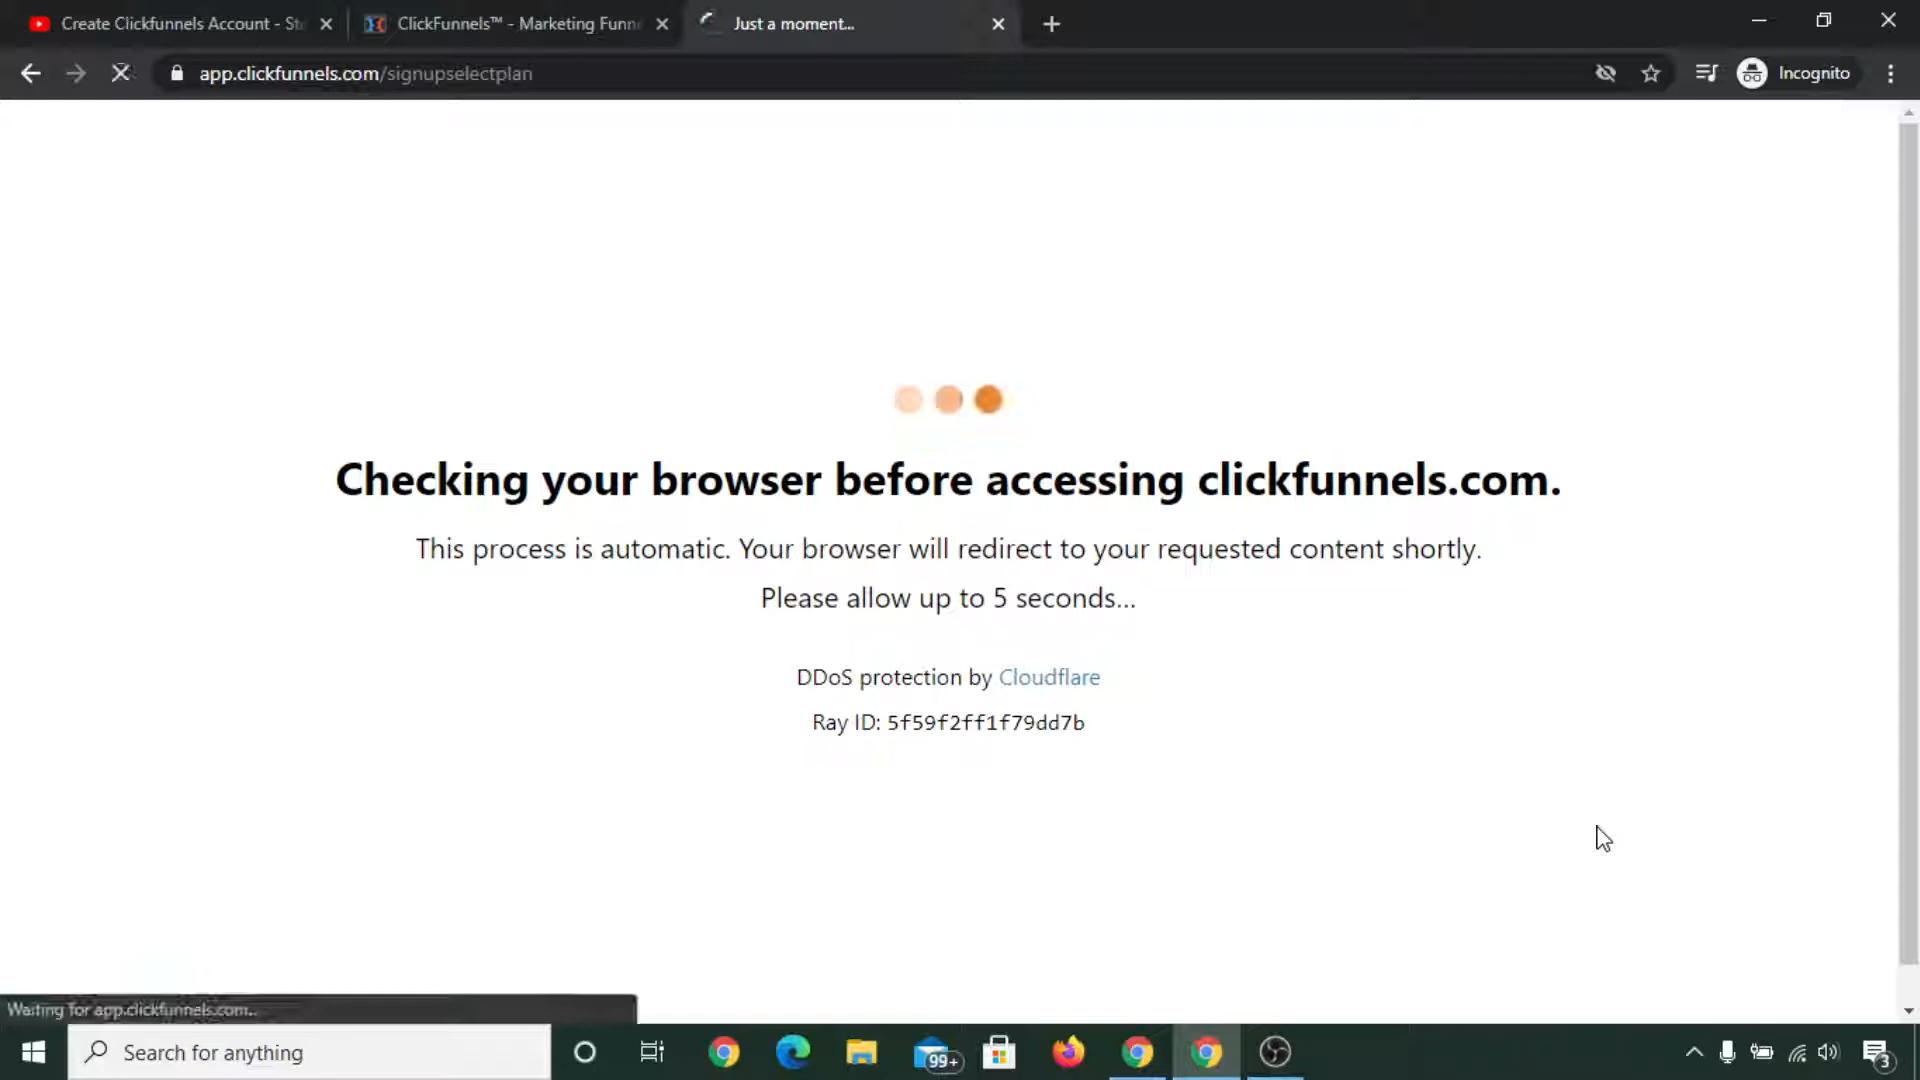 Create Clickfunnels Account - St
ClickFunnels™ - Marketing Funn
Just a moment...
app.clickfunnels.com/signupselectplan
Incognito
Checking your browser before accessing clickfunnels.com.
This process is automatic. Your browser will redirect to your requested content shortly.
Please allow up to 5 seconds...
DDoS protection by Cloudflare
Ray ID: 5f59f2ff1f79dd7b
Waiting for app.clickfunnels.com...
Search for anything
99+
3